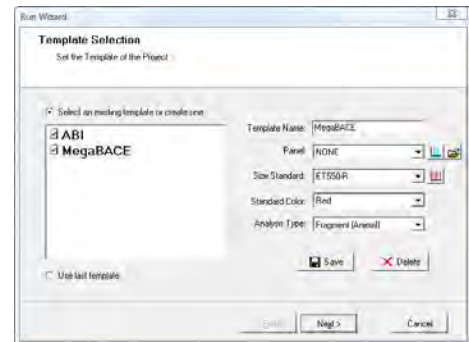 Run Wizard
Template Selection
Set the Template of the Project
Select an existing template or create one
ABI
MegaBACE
Template Name: MegaBACE
Panel: NONE
Size Standard: ET550-R
Standard Color: Red
Analysis Type: Fragment (Animal)
Save Delete
Use last template
Next > Cancel